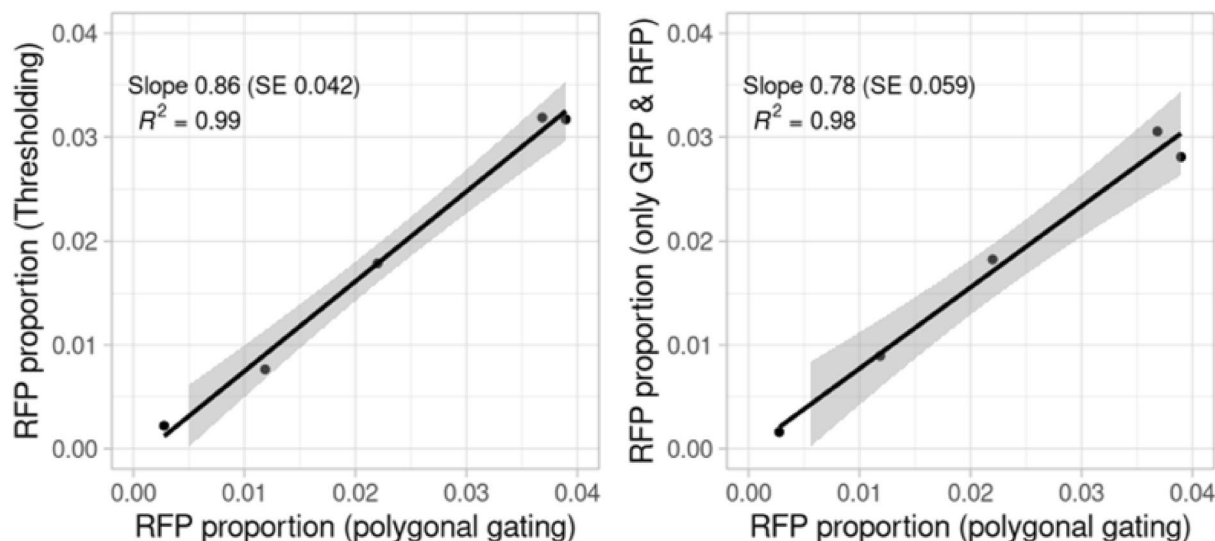 RFP proportion (Thresholding)
0.04
0.03
0.02
0.01
0.00
Slope 0.86 (SE 0.042)
R² = 0.99
0.00 0.01 0.02 0.03 0.04
RFP proportion (polygonal gating)
RFP proportion (only GFP & RFP)
0.04
0.03
0.02
0.01
0.00
Slope 0.78 (SE 0.059)
R² = 0.98
0.00 0.01 0.02 0.03 0.04
RFP proportion (polygonal gating)